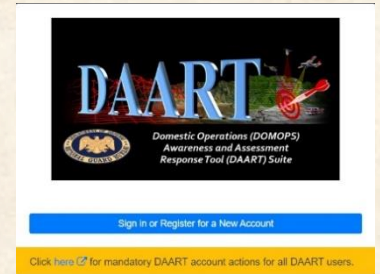 DAART
Domestic Operations (DOMOPS)
Awareness and Assessment
Response Tool (DAART) Suite
Sign in or Register for a New Account
Click here for mandatory DAART account actions for all DAART users.